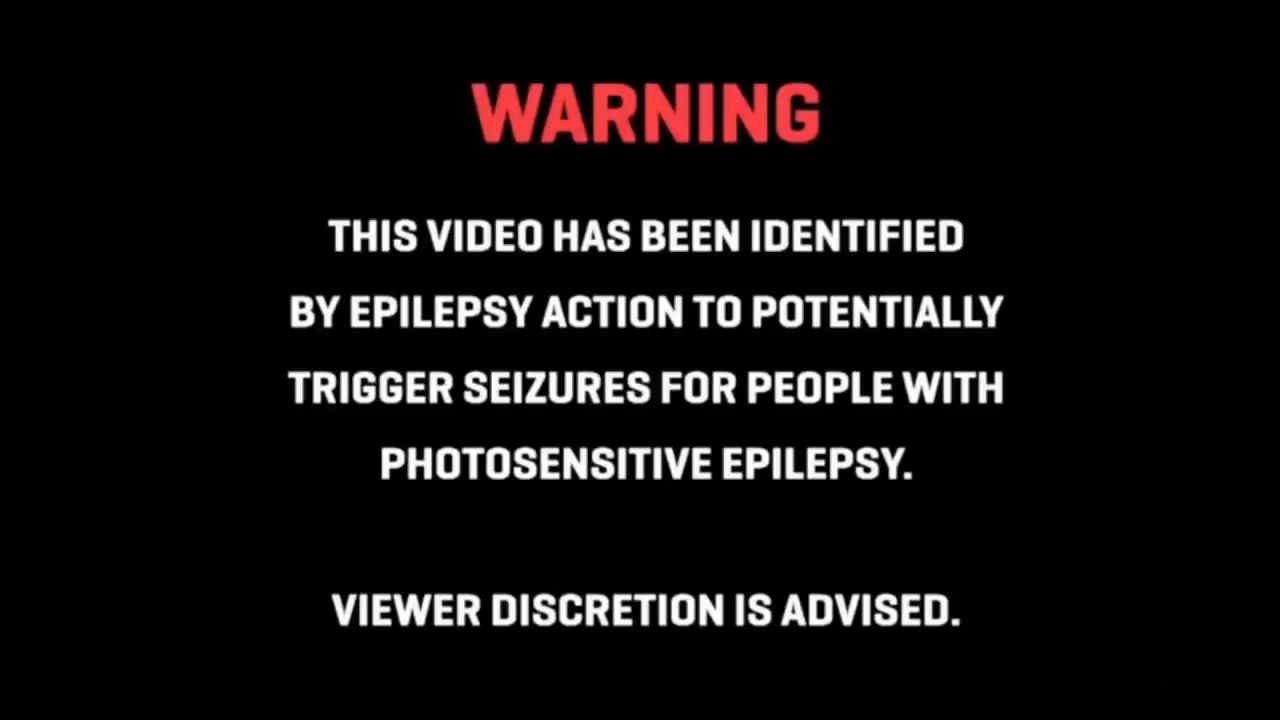 WARNING
THIS VIDEO HAS BEEN IDENTIFIED
BY EPILEPSY ACTION TO POTENTIALLY
TRIGGER SEIZURES FOR PEOPLE WITH
PHOTOSENSITIVE EPILEPSY.
VIEWER DISCRETION IS ADVISED.